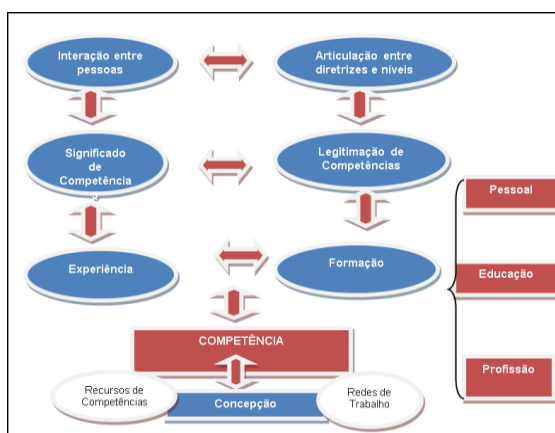 Interação entre
pessoas
Articulação entre
diretrizes e níveis
Significado
de
Competência
Legitimação de
Competências
Pessoal
Experiência
Formação
Educação
COMPETÊNCIA
Profissão
Recursos de
Competências
Concepção
Redes de
Trabalho